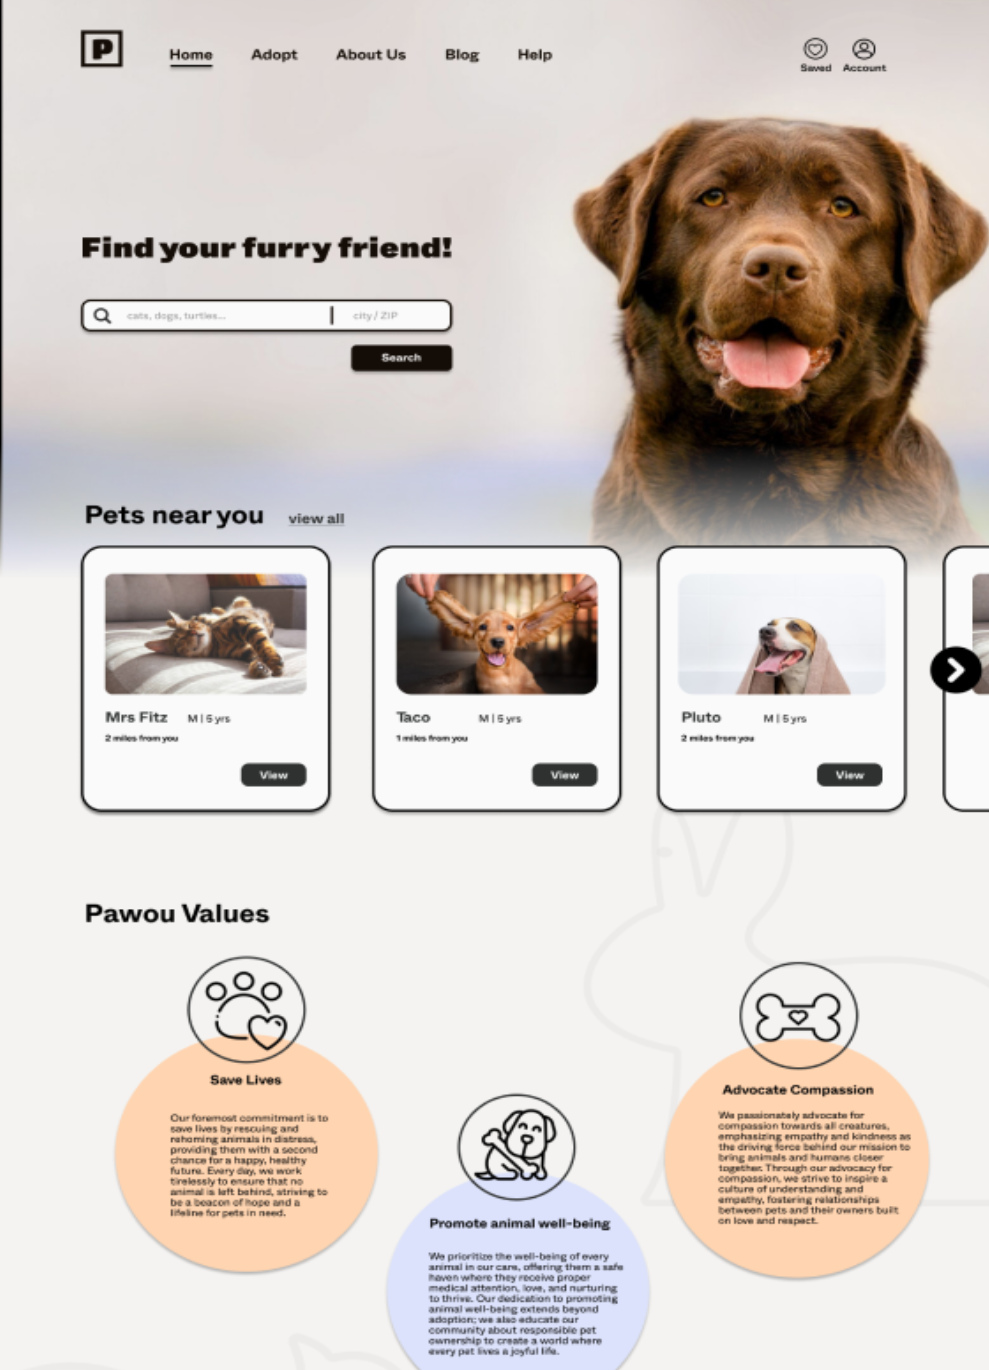 P
Home Adopt About Us Blog Help
Saved Account
Find your furry friend!
cats, dogs, turtles... city / ZIP
Search
Pets near you view all
Mrs Fitz M | 5 yrs
2 miles from you
View
Taco M | 5 yrs
1 miles from you
View
Pluto M | 5 yrs
2 miles from you
View
Pawou Values
Save Lives
Our foremost commitment is to
save lives by rescuing and
rehoming animals in distress,
providing them with a second
chance for a happy, healthy
future. Every day, we work
tirelessly to ensure that no
animal is left behind, striving to
be a beacon of hope and a
lifeline for pets in need.
Promote animal well-being
We prioritize the well-being of every
animal in our care, offering them a safe
haven where they receive proper
medical attention, love, and nurturing
to thrive. Our dedication to promoting
animal well-being extends beyond
adoption; we also educate our
community about responsible pet
ownership to create a world where
every pet lives a joyful life.
Advocate Compassion
We passionately advocate for
compassion towards all creatures,
emphasizing empathy and kindness as
the driving force behind our mission to
bring animals and humans closer
together. Through our advocacy for
compassion, we strive to inspire a
culture of understanding and
empathy, fostering relationships
between pets and their owners built
on love and respect.